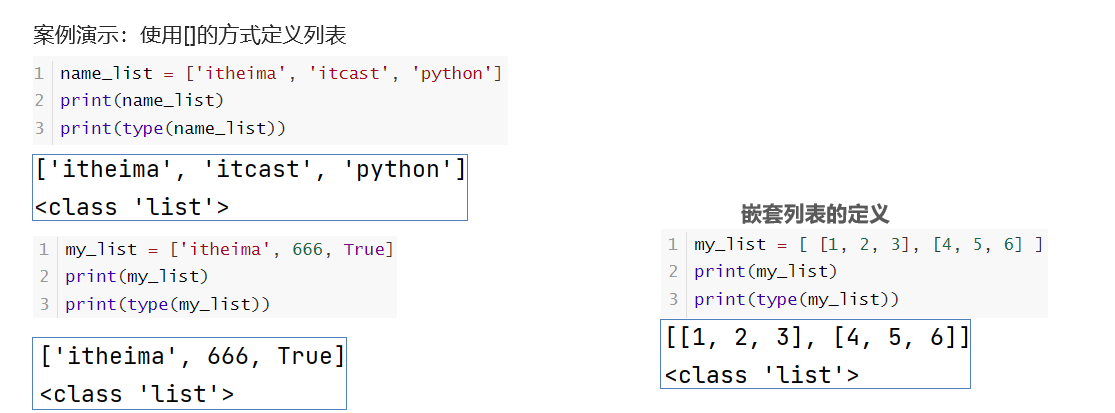 案例演示：使用[]的方式定义列表
1 name_list = ['itheima', 'itcast', 'python']
2 print(name_list)
3 print(type(name_list))
['itheima', 'itcast', 'python']
<class 'list'>
1 my_list = ['itheima', 666, True]
2 print(my_list)
3 print(type(my_list))
['itheima', 666, True]
<class 'list'>
嵌套列表的定义
1 my_list = [ [1, 2, 3], [4, 5, 6] ]
2 print(my_list)
3 print(type(my_list))
[[1, 2, 3], [4, 5, 6]]
<class 'list'>